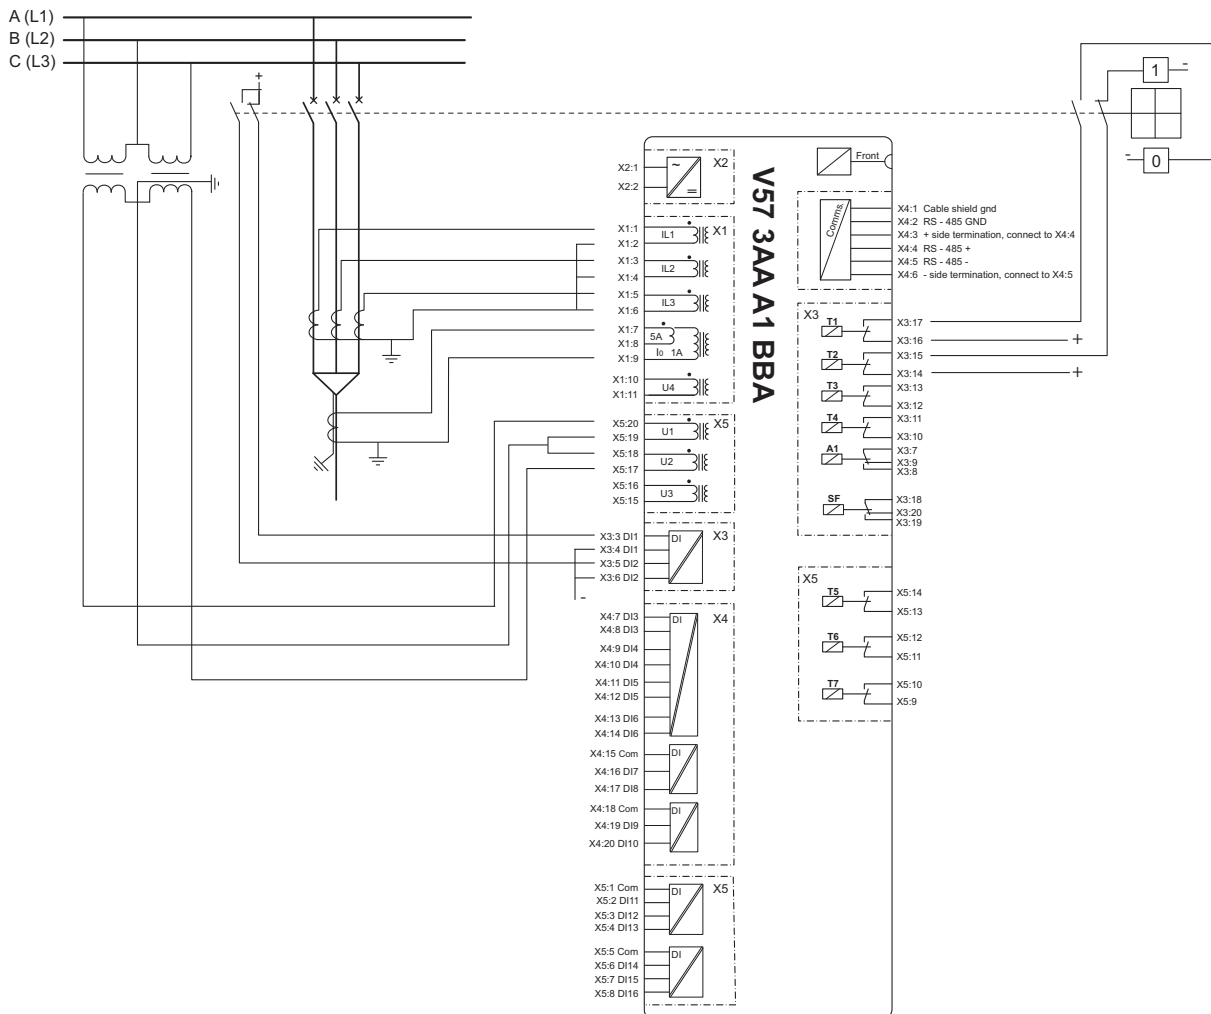 A (L1)
B (L2)
C (L3)
+
1
-
-
0
X2:1
X2:2
X2
~
=
X1:1
X1:2
X1:3
X1:4
X1:5
X1:6
X1:7
X1:8
X1:9
X1:10
X1:11
IL1
X1
IL2
IL3
5A
I0 1A
U4
X5:20
X5:19
X5:18
X5:17
X5:16
X5:15
U1
X5
U2
U3
X3:3 DI1
X3:4 DI1
X3:5 DI2
X3:6 DI2
-
DI
X3
X4:7 DI3
X4:8 DI3
X4:9 DI4
X4:10 DI4
X4:11 DI5
X4:12 DI5
X4:13 DI6
X4:14 DI6
DI
X4
X4:15 Com
X4:16 DI7
X4:17 DI8
DI
X4:18 Com
X4:19 DI9
X4:20 DI10
DI
X5:1 Com
X5:2 DI11
X5:3 DI12
X5:4 DI13
DI
X5
X5:5 Com
X5:6 DI14
X5:7 DI15
X5:8 DI16
DI
V57 3AA A1 BBA
Front
Comms.
X4:1 Cable shield gnd
X4:2 RS - 485 GND
X4:3 + side termination, connect to X4:4
X4:4 RS - 485 +
X4:5 RS - 485 -
X4:6 - side termination, connect to X4:5
X3
T1
X3:17
X3:16
+
T2
X3:15
X3:14
+
T3
X3:13
X3:12
T4
X3:11
X3:10
A1
X3:7
X3:9
X3:8
SF
X3:18
X3:20
X3:19
X5
T5
X5:14
X5:13
T6
X5:12
X5:11
T7
X5:10
X5:9